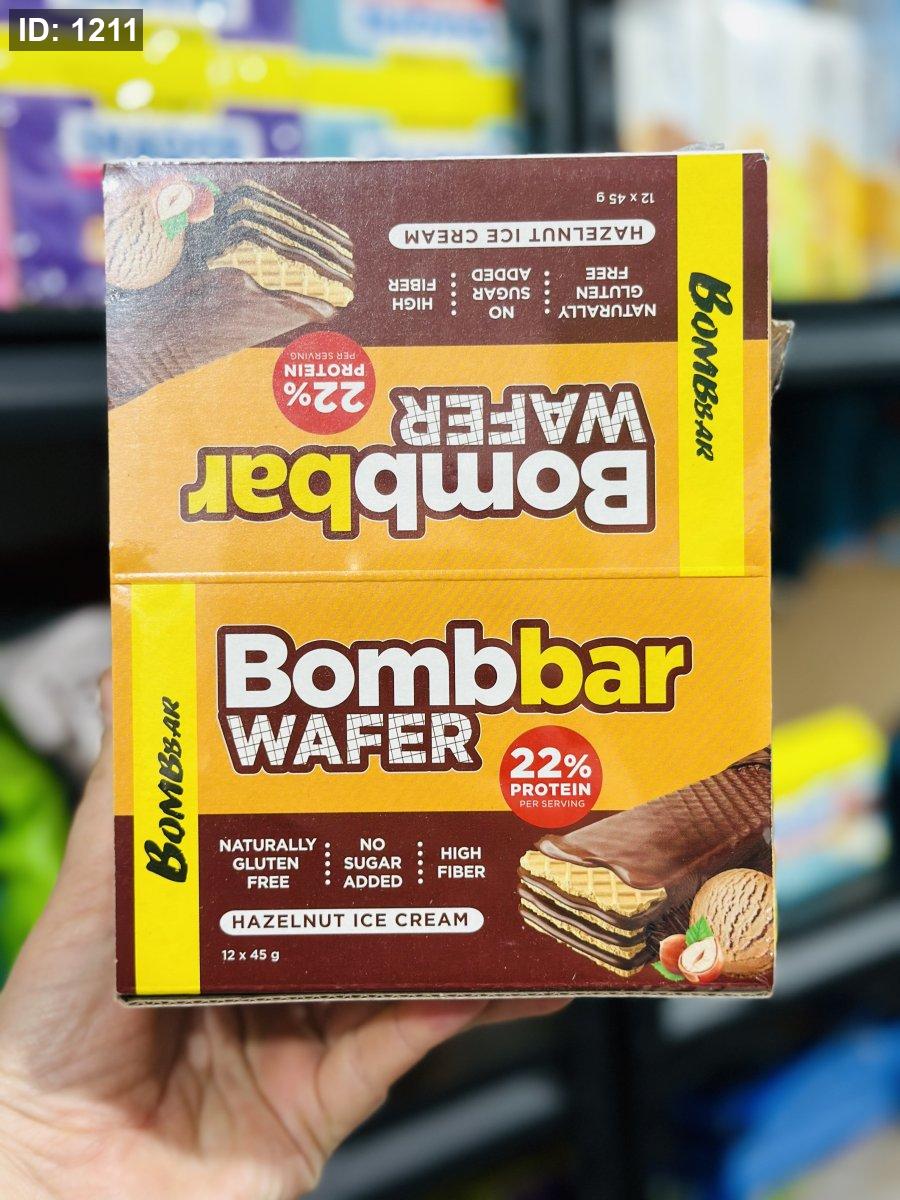 ID: 1211
12 x 45 g
HAZELNUT ICE CREAM
NATURALLY
GLUTEN
FREE
NO
SUGAR
ADDED
HIGH
FIBER
22%
PROTEIN
PER SERVING
WAFER
Bombbar
BOMBBAR
Bombbar
WAFER
22%
PROTEIN
PER SERVING
BOMBBAR
NATURALLY
GLUTEN
FREE
NO
SUGAR
ADDED
HIGH
FIBER
HAZELNUT ICE CREAM
12 x 45 g